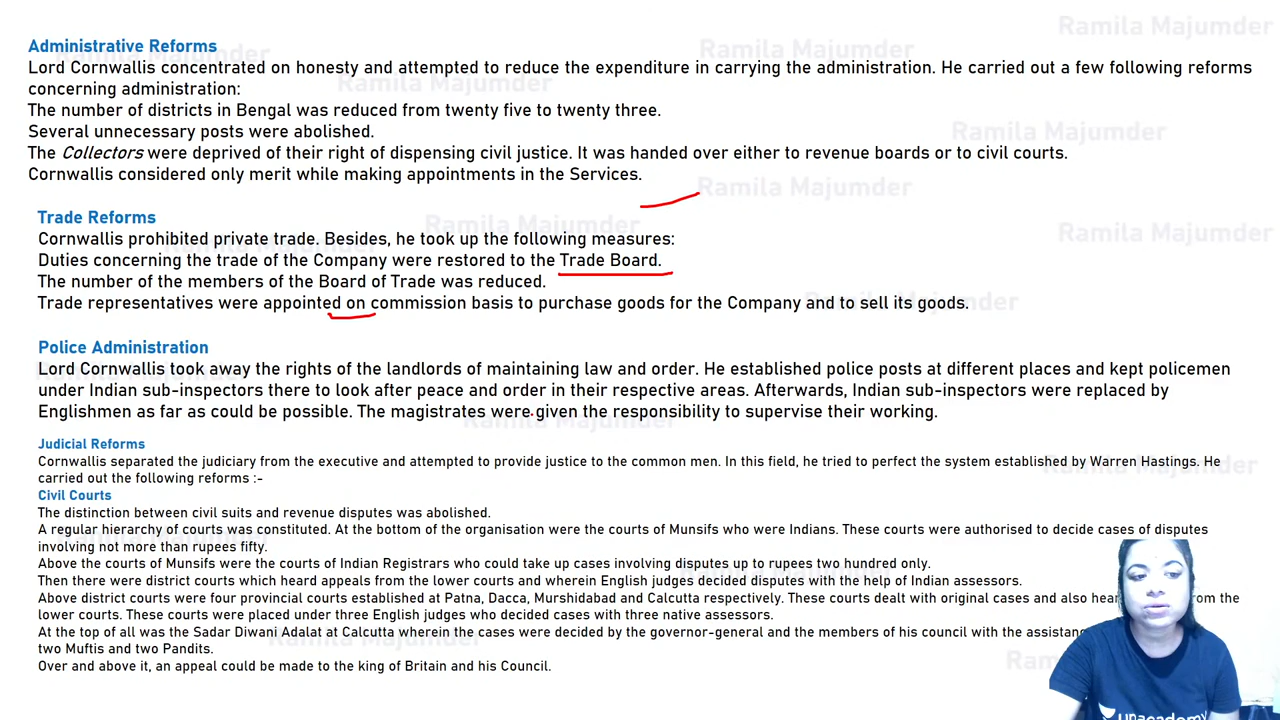 Administrative Reforms
Lord Cornwallis concentrated on honesty and attempted to reduce the expenditure in carrying the administration. He carried out a few following reforms
concerning administration:
The number of districts in Bengal was reduced from twenty five to twenty three.
Several unnecessary posts were abolished.
The Collectors were deprived of their right of dispensing civil justice. It was handed over either to revenue boards or to civil courts.
Cornwallis considered only merit while making appointments in the Services.
Trade Reforms
Cornwallis prohibited private trade. Besides, he took up the following measures:
Duties concerning the trade of the Company were restored to the Trade Board.
The number of the members of the Board of Trade was reduced.
Trade representatives were appointed on commission basis to purchase goods for the Company and to sell its goods.
Police Administration
Lord Cornwallis took away the rights of the landlords of maintaining law and order. He established police posts at different places and kept policemen
under Indian sub-inspectors there to look after peace and order in their respective areas. Afterwards, Indian sub-inspectors were replaced by
Englishmen as far as could be possible. The magistrates were given the responsibility to supervise their working.
Judicial Reforms
Cornwallis separated the judiciary from the executive and attempted to provide justice to the common men. In this field, he tried to perfect the system established by Warren Hastings. He
carried out the following reforms :-
Civil Courts
The distinction between civil suits and revenue disputes was abolished.
A regular hierarchy of courts was constituted. At the bottom of the organisation were the courts of Munsifs who were Indians. These courts were authorised to decide cases of disputes
involving not more than rupees fifty.
Above the courts of Munsifs were the courts of Indian Registrars who could take up cases involving disputes up to rupees two hundred only.
Then there were district courts which heard appeals from the lower courts and wherein English judges decided disputes with the help of Indian assessors.
Above district courts were four provincial courts established at Patna, Dacca, Murshidabad and Calcutta respectively. These courts dealt with original cases and also from the
lower courts. These courts were placed under three English judges who decided cases with three native assessors.
At the top of all was the Sadar Diwani Adalat at Calcutta wherein the cases were decided by the governor-general and the members of his council with the
two Muftis and two Pandits.
Over and above it, an appeal could be made to the king of Britain and his Council.
Ramila Majumder
Ramila Majumder
Ramila Majumder
Ramila Majumder
Ramila Majumder
Ramila Majumder
Ramila Majumder
unacademy